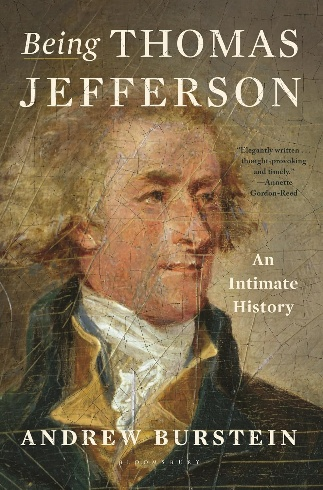 Being THOMAS
JEFFERSON
“Elegantly written,
thought-provoking
and timely.”
—Annette
Gordon-Reed
An
Intimate
History
ANDREW BURSTEIN
BLOOMSBURY